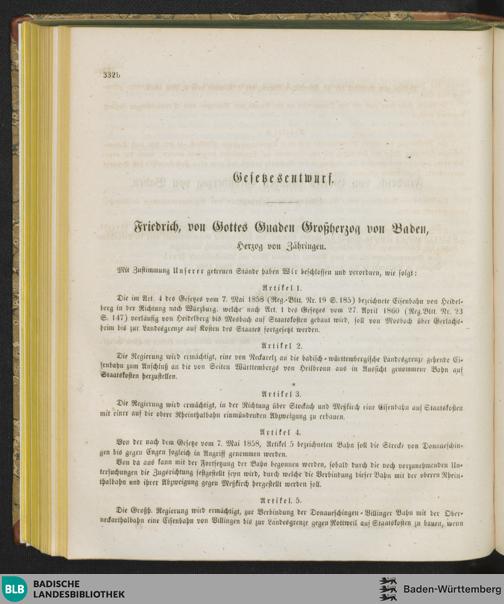 332b
Gesetzesentwurf.
Friedrich, von Gottes Gnaden Großherzog von Baden,
Herzog von Zähringen.
Mit Zustimmung Unserer getreuen Stände haben Wir beschlossen und verordnen, wie folgt:
Artikel 1.
Die im Art. 4 des Gesetzes vom 7. Mai 1858 (Reg.-Bltt. Nr. 19 S. 185) bezeichnete Eisenbahn von Heidel-
berg in der Richtung nach Würzburg, welche nach Art. 1 des Gesetzes vom 27. April 1860 (Reg.Bltt. Nr. 23
S. 147) vorläufig von Heidelberg bis Mosbach auf Staatskosten gebaut wird, soll von Mosbach über Gerlachs-
heim bis zur Landesgrenze auf Kosten des Staates fortgesetzt werden.
Artikel 2.
Die Regierung wird ermächtigt, eine von Neckarelz an die badisch-württembergische Landesgrenze gehende Ei-
senbahn zum Anschluß an die von Seiten Württembergs von Heilbronn aus in Aussicht genommene Bahn auf
Staatskosten herzustellen.
Artikel 3.
Die Regierung wird ermächtigt, in der Richtung über Stockach und Meßkirch eine Eisenbahn auf Staatskosten
mit einer auf die obere Rheinthalbahn einmündenden Abzweigung zu erbauen.
Artikel 4.
Von der nach dem Gesetze vom 7. Mai 1858, Artikel 5 bezeichneten Bahn soll die Strecke von Donaueschin-
gen bis gegen Engen sogleich in Angriff genommen werden.
Von da aus kann mit der Fortsetzung der Bahn begonnen werden, sobald durch die noch vorzunehmenden Un-
tersuchungen die Zugsrichtung festgestellt seyn wird, durch welche die Verbindung dieser Bahn mit der oberen Rhein-
thalbahn und ihrer Abzweigung gegen Meßkirch hergestellt werden soll.
Artikel 5.
Die Großh. Regierung wird ermächtigt, zur Verbindung der Donaueschingen-Villinger Bahn mit der Ober-
neckarthalbahn eine Eisenbahn von Villingen bis zur Landesgrenze gegen Rottweil auf Staatskosten zu bauen, wenn
BLB
BADISCHE
LANDESBIBLIOTHEK
Baden-Württemberg